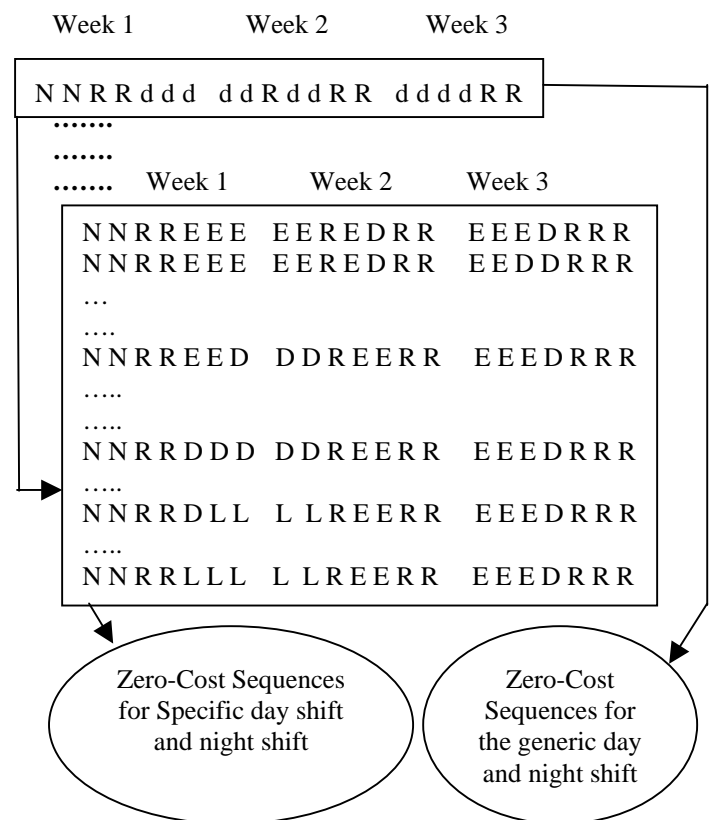 Week 1 Week 2 Week 3
N N R R d d d d d R d d R R d d d d R R
.......
.......
....... Week 1 Week 2 Week 3
N N R R E E E E E R E D R R E E E D R R R
N N R R E E E E E R E D R R E E D D R R R
…
….
N N R R E E D D D R E E R R E E E D R R R
…..
…..
N N R R D D D D D R E E R R E E E D R R R
…..
N N R R D L L L L R E E R R E E E D R R R
…..
N N R R L L L L L R E E R R E E E D R R R
Zero-Cost Sequences
for Specific day shift
and night shift
Zero-Cost
Sequences for
the generic day
and night shift